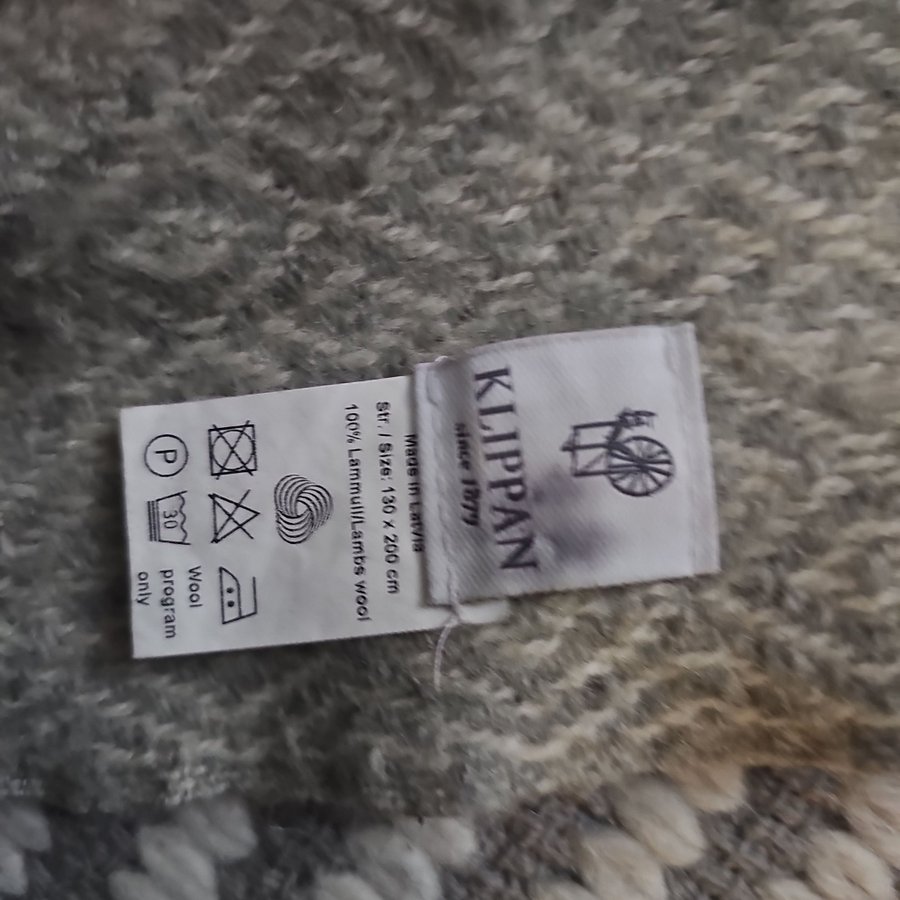 KLIPPAN
since 1879
Made in Latvia
Str. / Size: 130 x 200 cm
100% Lammull/Lambs wool
P
30
Wool
program
only